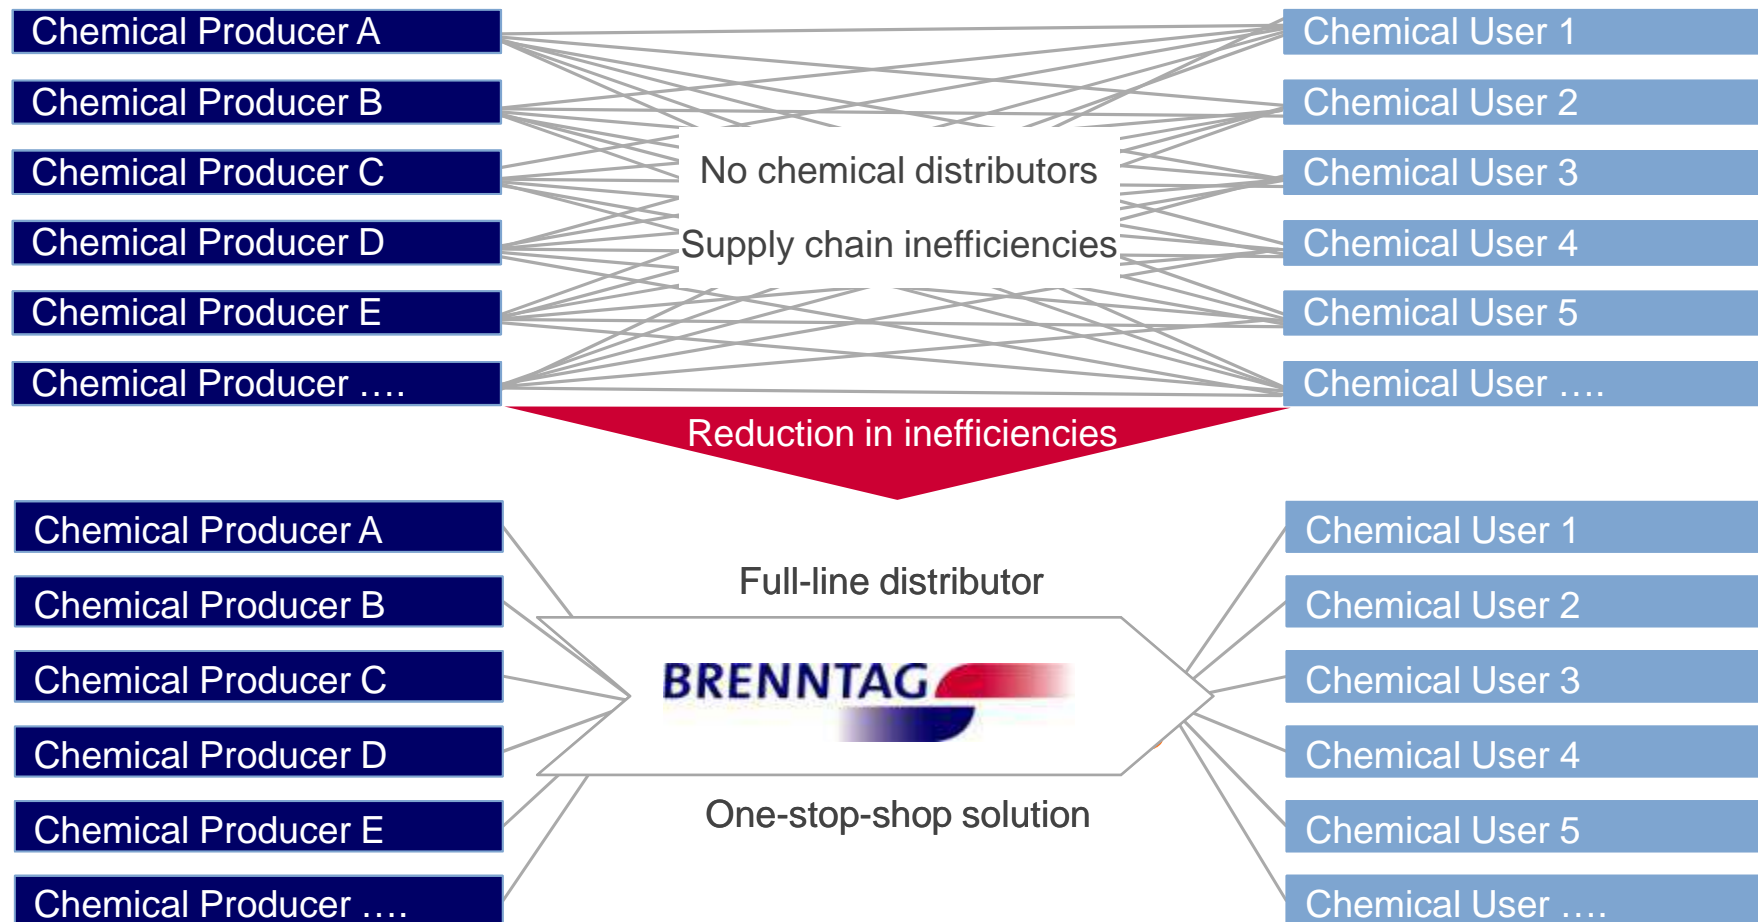 Chemical Producer A
Chemical User 1
Chemical Producer B
Chemical User 2
Chemical Producer C
No chemical distributors
Chemical User 3
Chemical Producer D
Supply chain inefficiencies
Chemical User 4
Chemical Producer E
Chemical User 5
Chemical Producer ....
Chemical User ....
Reduction in inefficiencies
Chemical Producer A
Chemical User 1
Full-line distributor
Chemical Producer B
Chemical User 2
Chemical Producer C
BRENNTAG
Chemical User 3
Chemical Producer D
Chemical User 4
One-stop-shop solution
Chemical Producer E
Chemical User 5
Chemical Producer ....
Chemical User ....